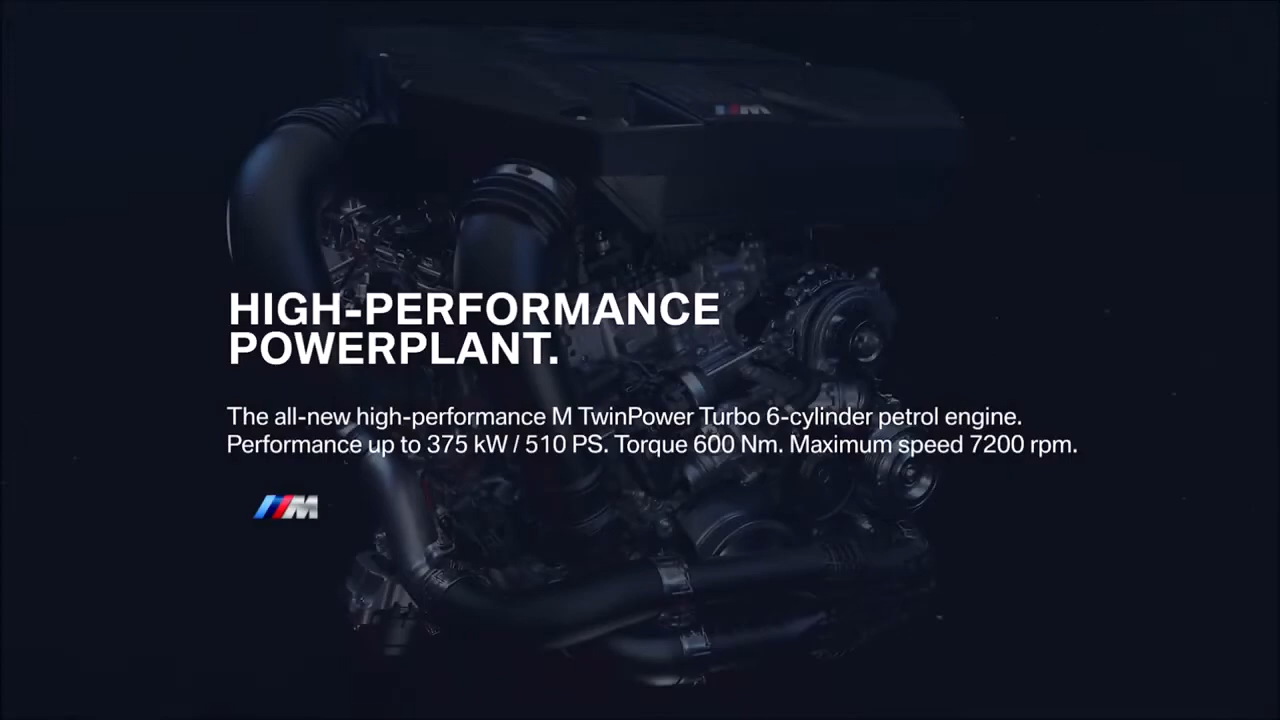 M
HIGH-PERFORMANCE
POWERPLANT.
The all-new high-performance M TwinPower Turbo 6-cylinder petrol engine.
Performance up to 375 kW / 510 PS. Torque 600 Nm. Maximum speed 7200 rpm.
M